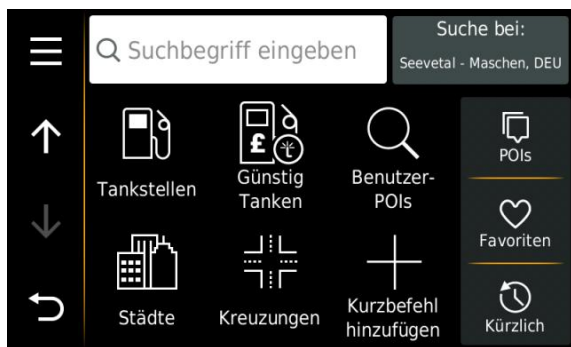 Suchbegriff eingeben
Suche bei:
Seevetal - Maschen, DEU
Tankstellen
Günstig
Tanken
Benutzer-
POIs
POIs
Favoriten
Städte
Kreuzungen
Kurzbefehl
hinzufügen
Kürzlich